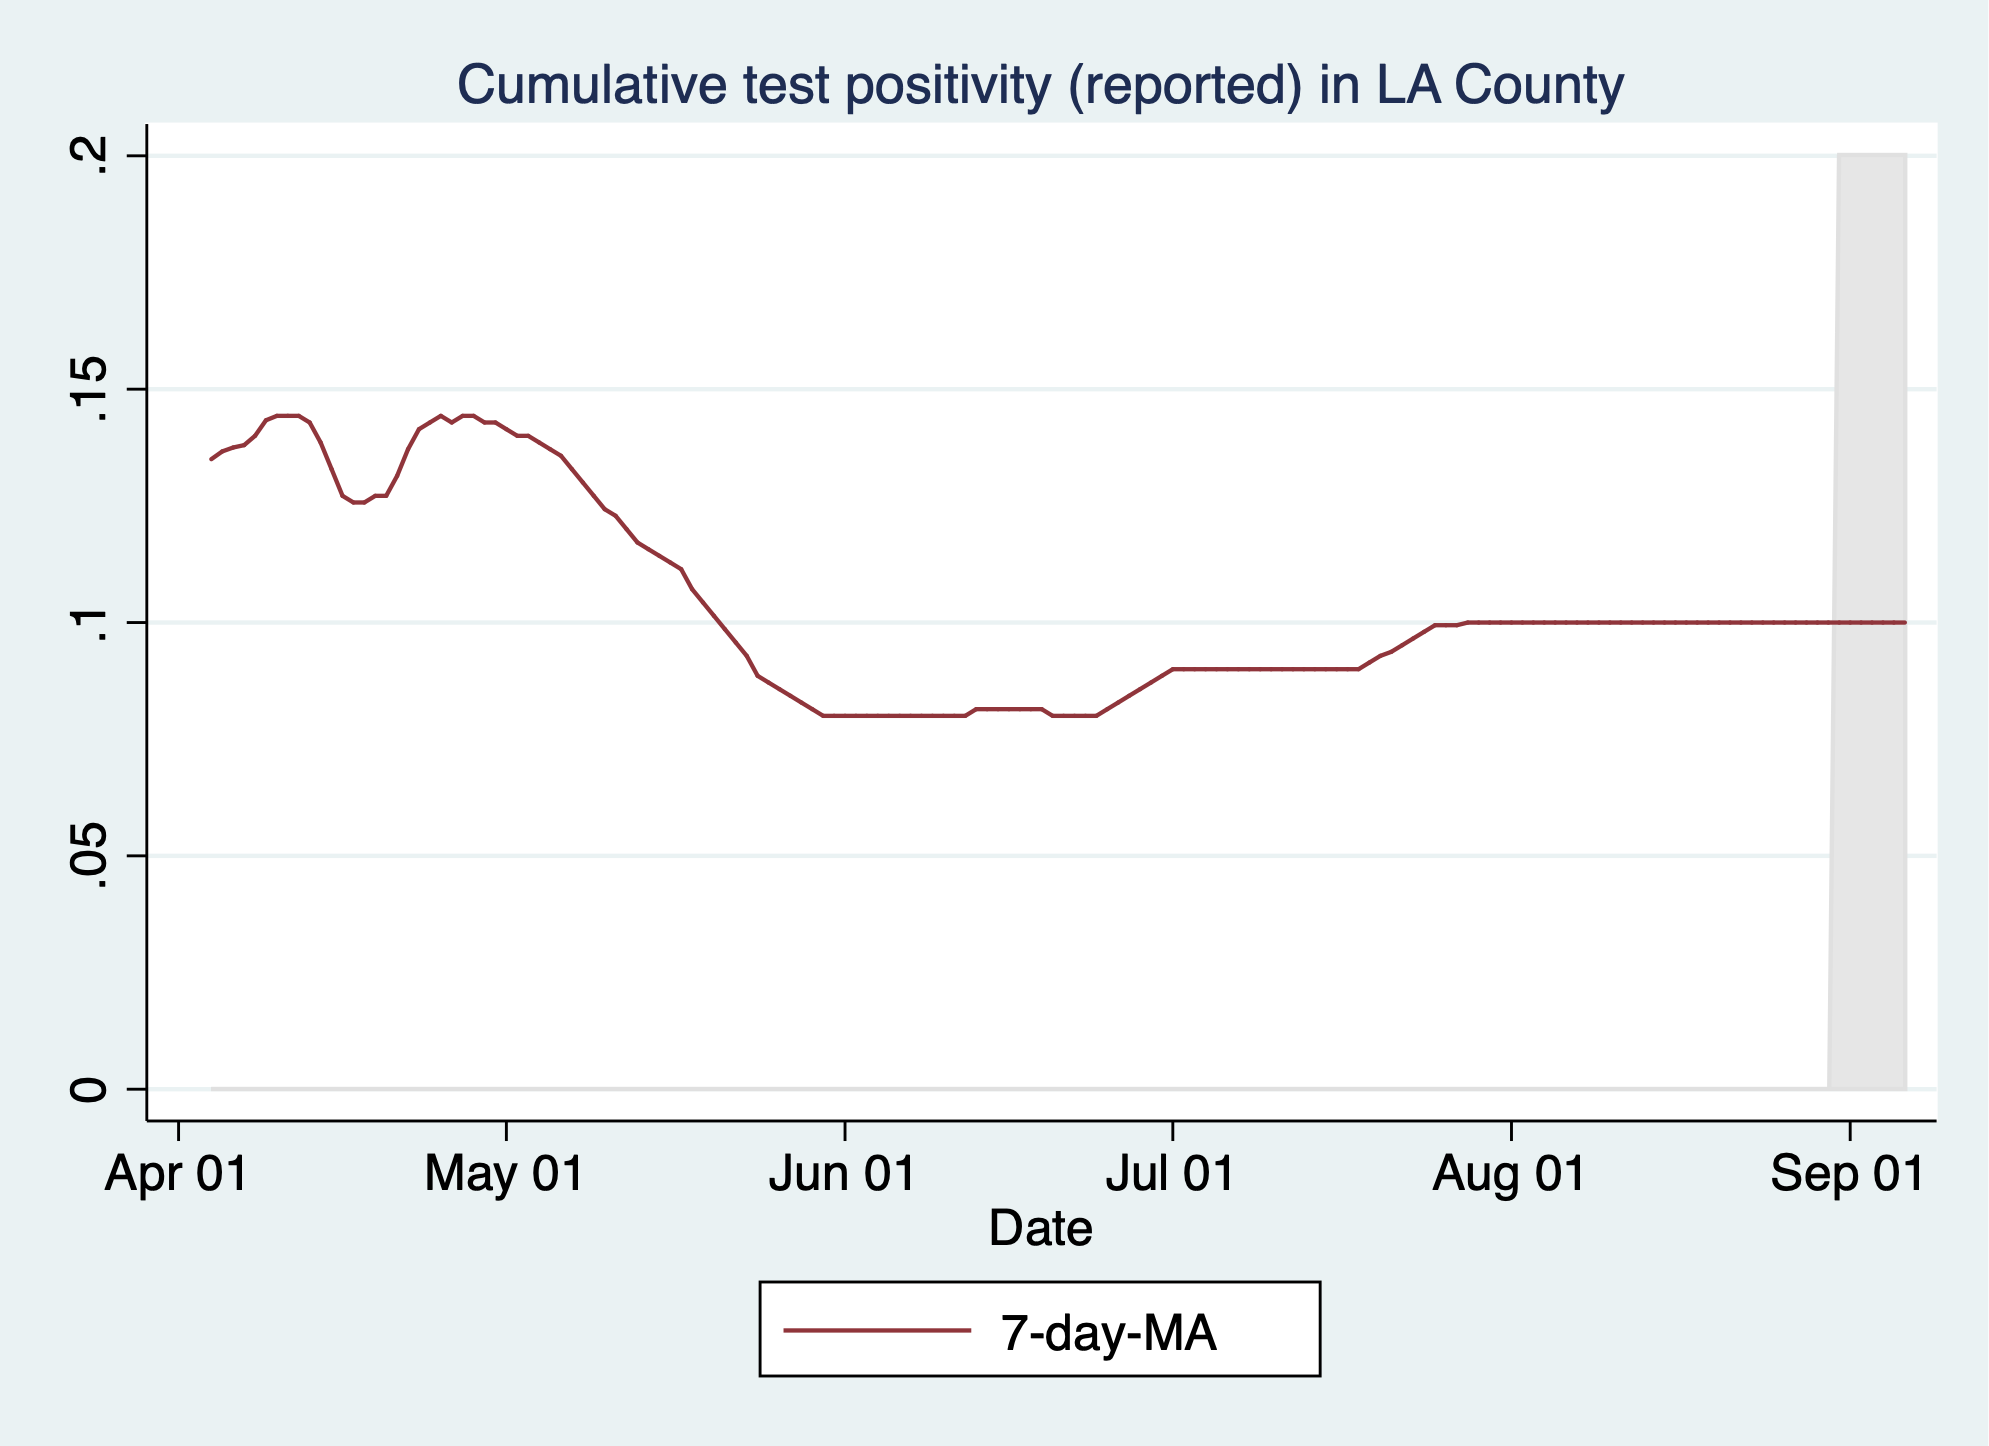 Cumulative test positivity (reported) in LA County
.2
.15
.1
.05
0
Apr 01 May 01 Jun 01 Jul 01 Aug 01 Sep 01
Date
7-day-MA